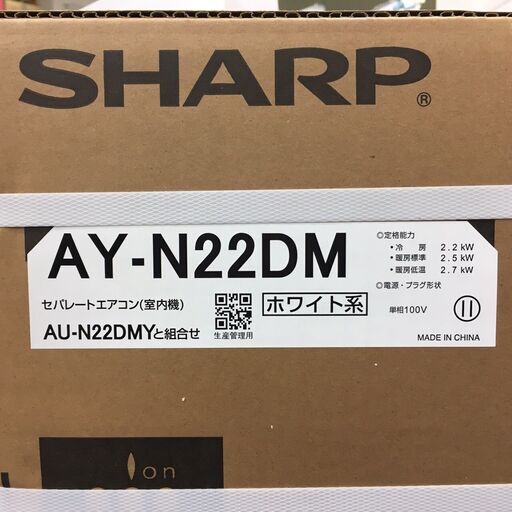 SHARP®
AY-N22DM
セパレートエアコン(室内機)
AU-N22DMYと組合せ
生産管理用
ホワイト系
◎定格能力
・冷 房 2.2 kW
・暖房標準 2.5 kW
・暖房低温 2.7 kW
◎電源・プラグ形状
単相100V
MADE IN CHINA
Ion